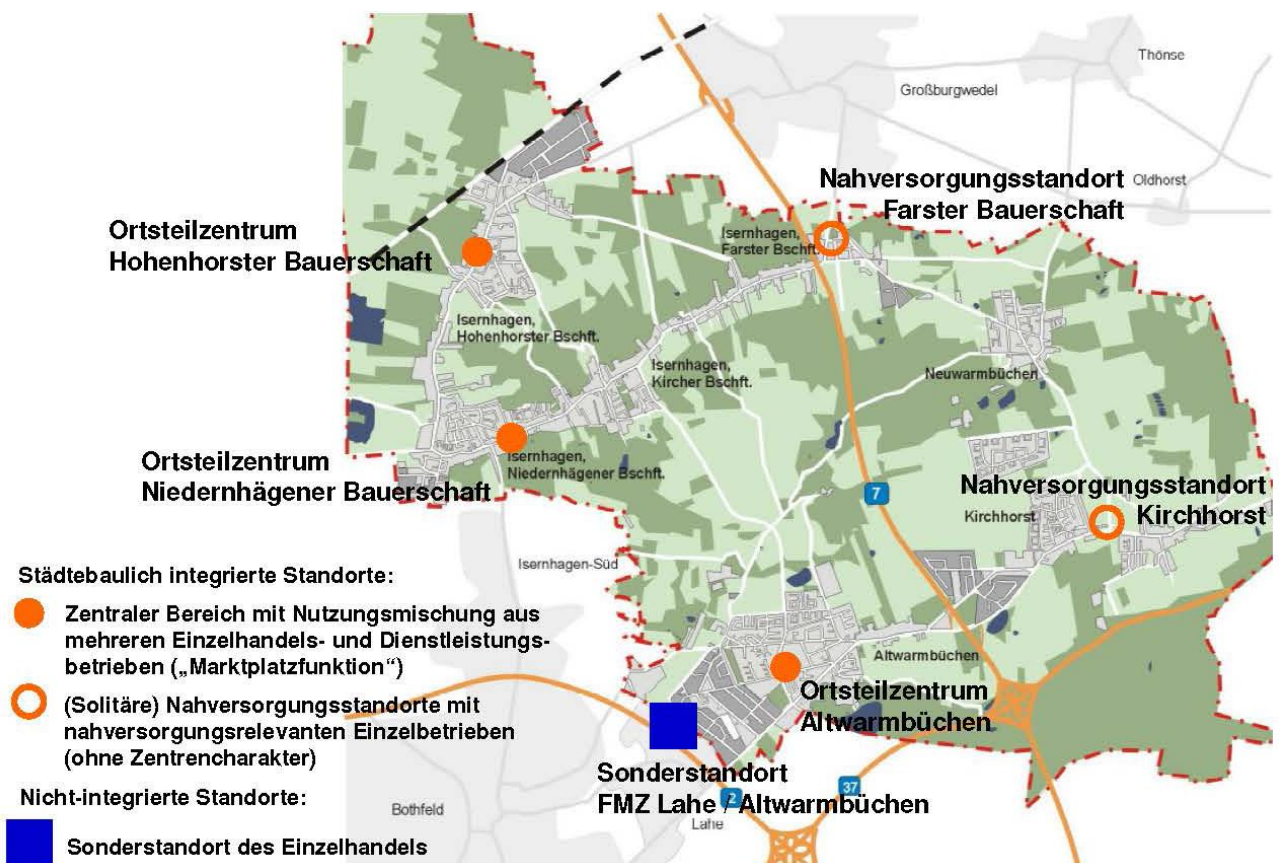 Thönse
Großburgwedel
Nahversorgungsstandort
Farster Bauerschaft
Oldhorst
Ortsteilzentrum
Hohenhorster Bauerschaft
Isernhagen,
Farster Bschft.
Isernhagen,
Hohenhorster Bschft.
Isernhagen,
Kircher Bschft.
Neuwarmbüchen
Ortsteilzentrum
Niedernhägener Bauerschaft
Isernhagen,
Niedernhägener Bschft.
7
Nahversorgungsstandort
Kirchhorst
Kirchhorst
Isernhagen-Süd
Städtebaulich integrierte Standorte:
Zentraler Bereich mit Nutzungsmischung aus
mehreren Einzelhandels- und Dienstleistungs-
betrieben („Marktplatzfunktion“)
(Solitäre) Nahversorgungsstandorte mit
nahversorgungsrelevanten Einzelbetrieben
(ohne Zentrencharakter)
Nicht-integrierte Standorte:
Sonderstandort des Einzelhandels
Altwarmbüchen
Ortsteilzentrum
Altwarmbüchen
Sonderstandort
FMZ Lahe / Altwarmbüchen
2
37
Bothfeld
Lahe